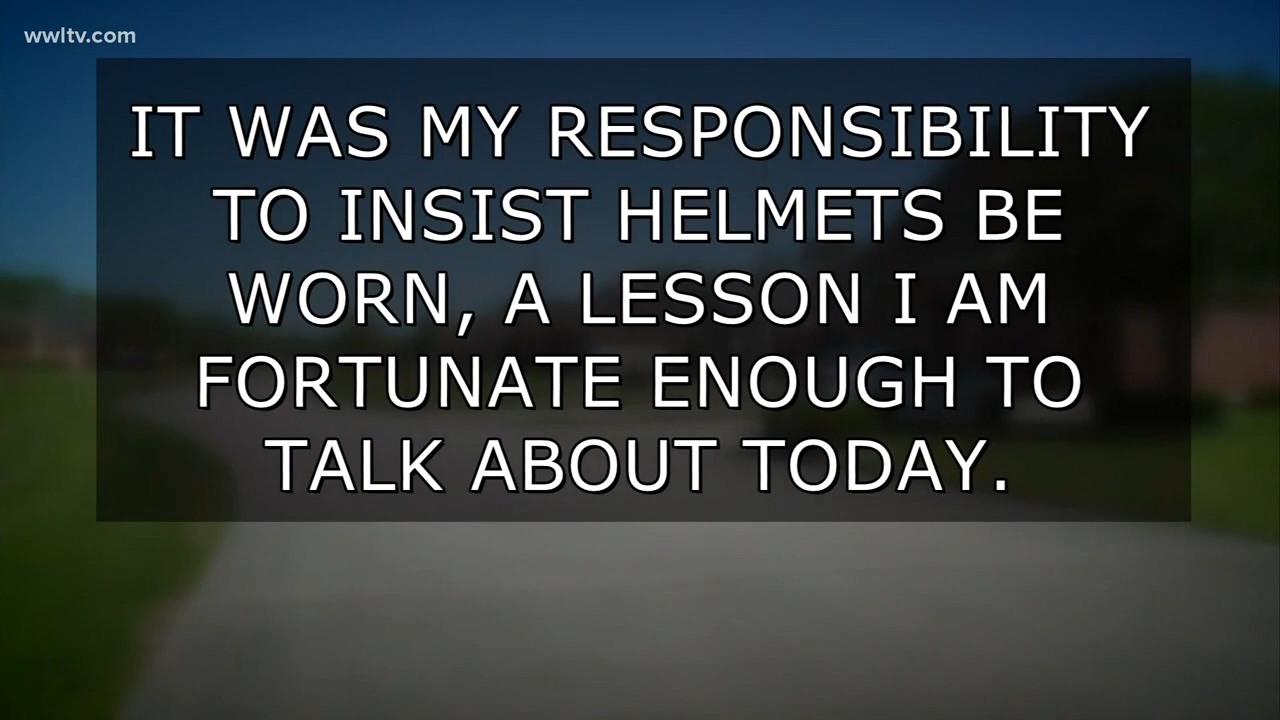 wwltv.com
IT WAS MY RESPONSIBILITY
TO INSIST HELMETS BE
WORN, A LESSON I AM
FORTUNATE ENOUGH TO
TALK ABOUT TODAY.